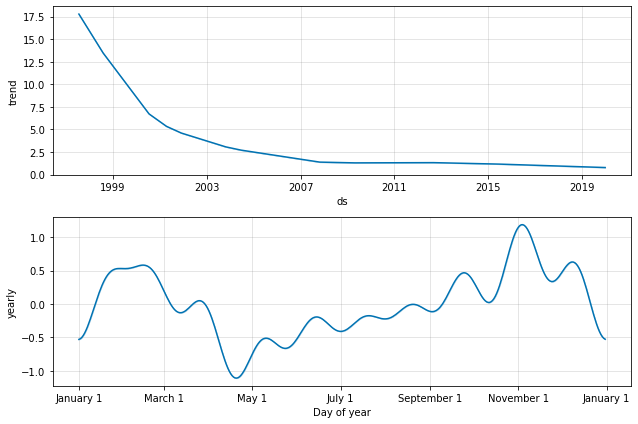 17.5
15.0
12.5
10.0
7.5
5.0
2.5
0.0
trend
1999 2003 2007 2011 2015 2019
ds
1.0
0.5
0.0
−0.5
−1.0
yearly
January 1 March 1 May 1 July 1 September 1 November 1 January 1
Day of year